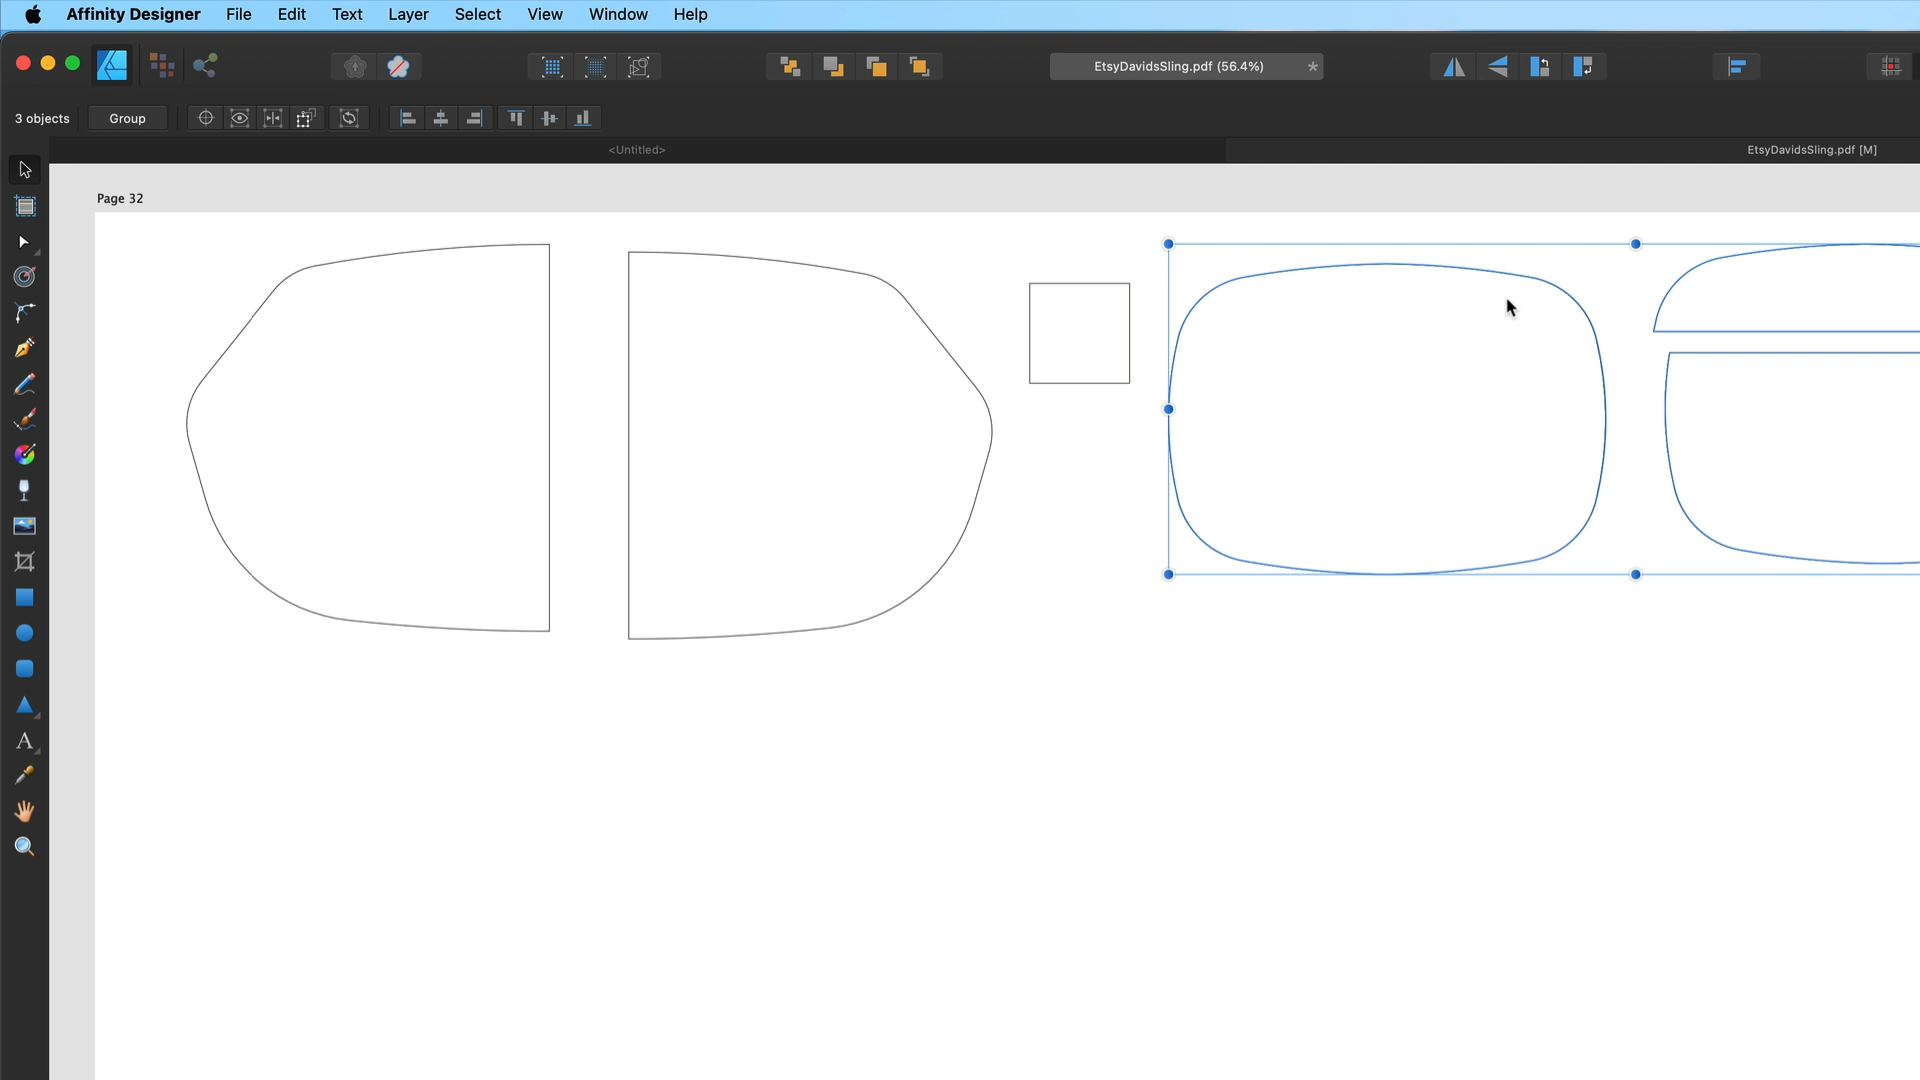 Affinity Designer File Edit Text Layer Select View Window Help
EtsyDavidsSling.pdf (56.4%) *
3 objects Group
<Untitled> EtsyDavidsSling.pdf [M]
Page 32